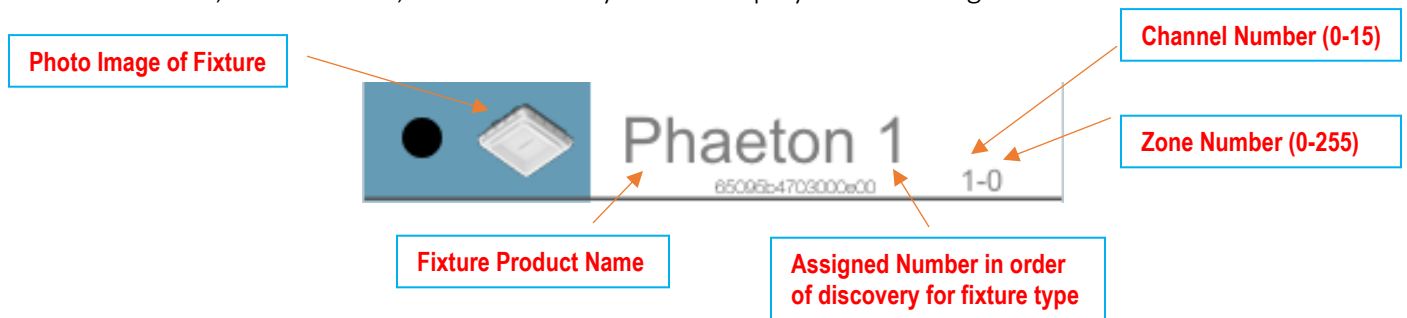 Channel Number (0-15)
Photo Image of Fixture
Phaeton 1
Zone Number (0-255)
65095b4703000e00
1-0
Fixture Product Name
Assigned Number in order
of discovery for fixture type